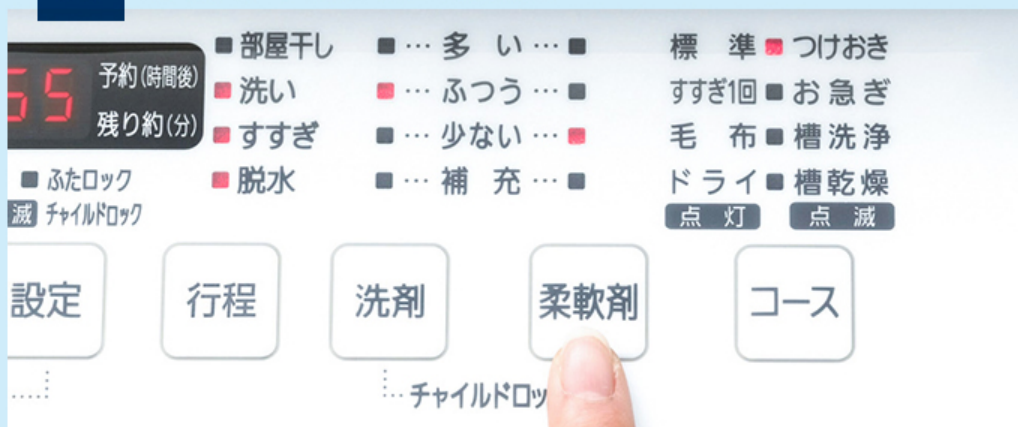 部屋干し … 多い … 標準 つけおき
55 予約(時間後) 洗い … ふつう … すすぎ1回 お急ぎ
残り約(分) すすぎ … 少ない … 毛布 槽洗浄
ふたロック 脱水 … 補充 … ドライ 槽乾燥
滅 チャイルドロック 点灯 点滅
設定 行程 洗剤 柔軟剤 コース
チャイルドロッ